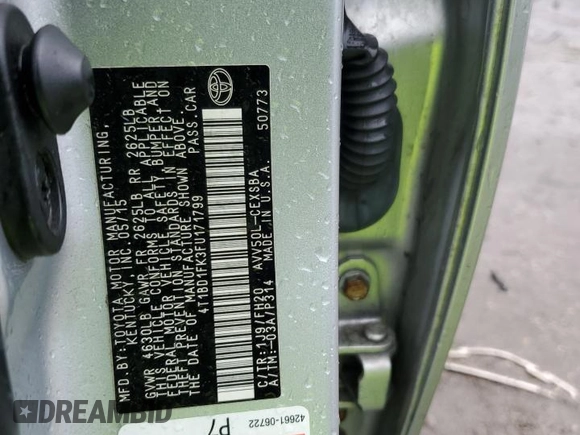 MFD. BY:TOYOTA MOTOR MANUFACTURING,
KENTUCKY, INC. 05/15
GVWR 4630LB GAWR FR 2625LB RR 2625LB
THIS VEHICLE CONFORMS TO ALL APPLICABLE
FEDERAL MOTOR VEHICLE SAFETY, BUMPER AND
THEFT PREVENTION STANDARDS IN EFFECT ON
THE DATE OF MANUFACTURE SHOWN ABOVE.
4T1BD1FK3FU171799 PASS.CAR
C/TR:1J9/FH20 AVV50L-CEXSBA 50773
A/TM:-03A/P314 MADE IN U.S.A.
42661-06722
P7
DREAMBID